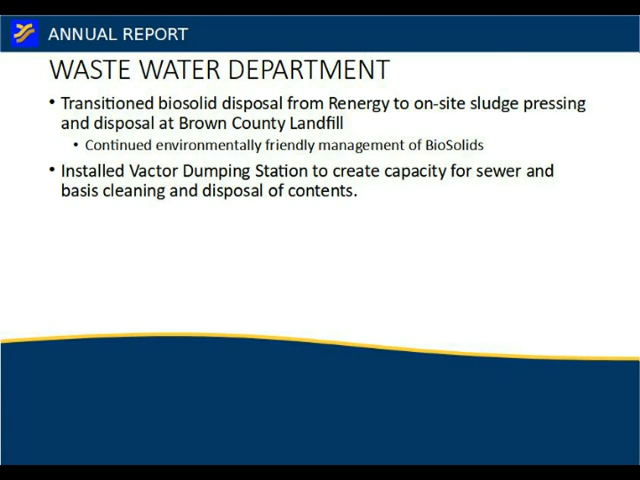 ANNUAL REPORT
WASTE WATER DEPARTMENT
• Transitioned biosolid disposal from Renergy to on-site sludge pressing
and disposal at Brown County Landfill
• Continued environmentally friendly management of BioSolids
• Installed Vactor Dumping Station to create capacity for sewer and
basis cleaning and disposal of contents.